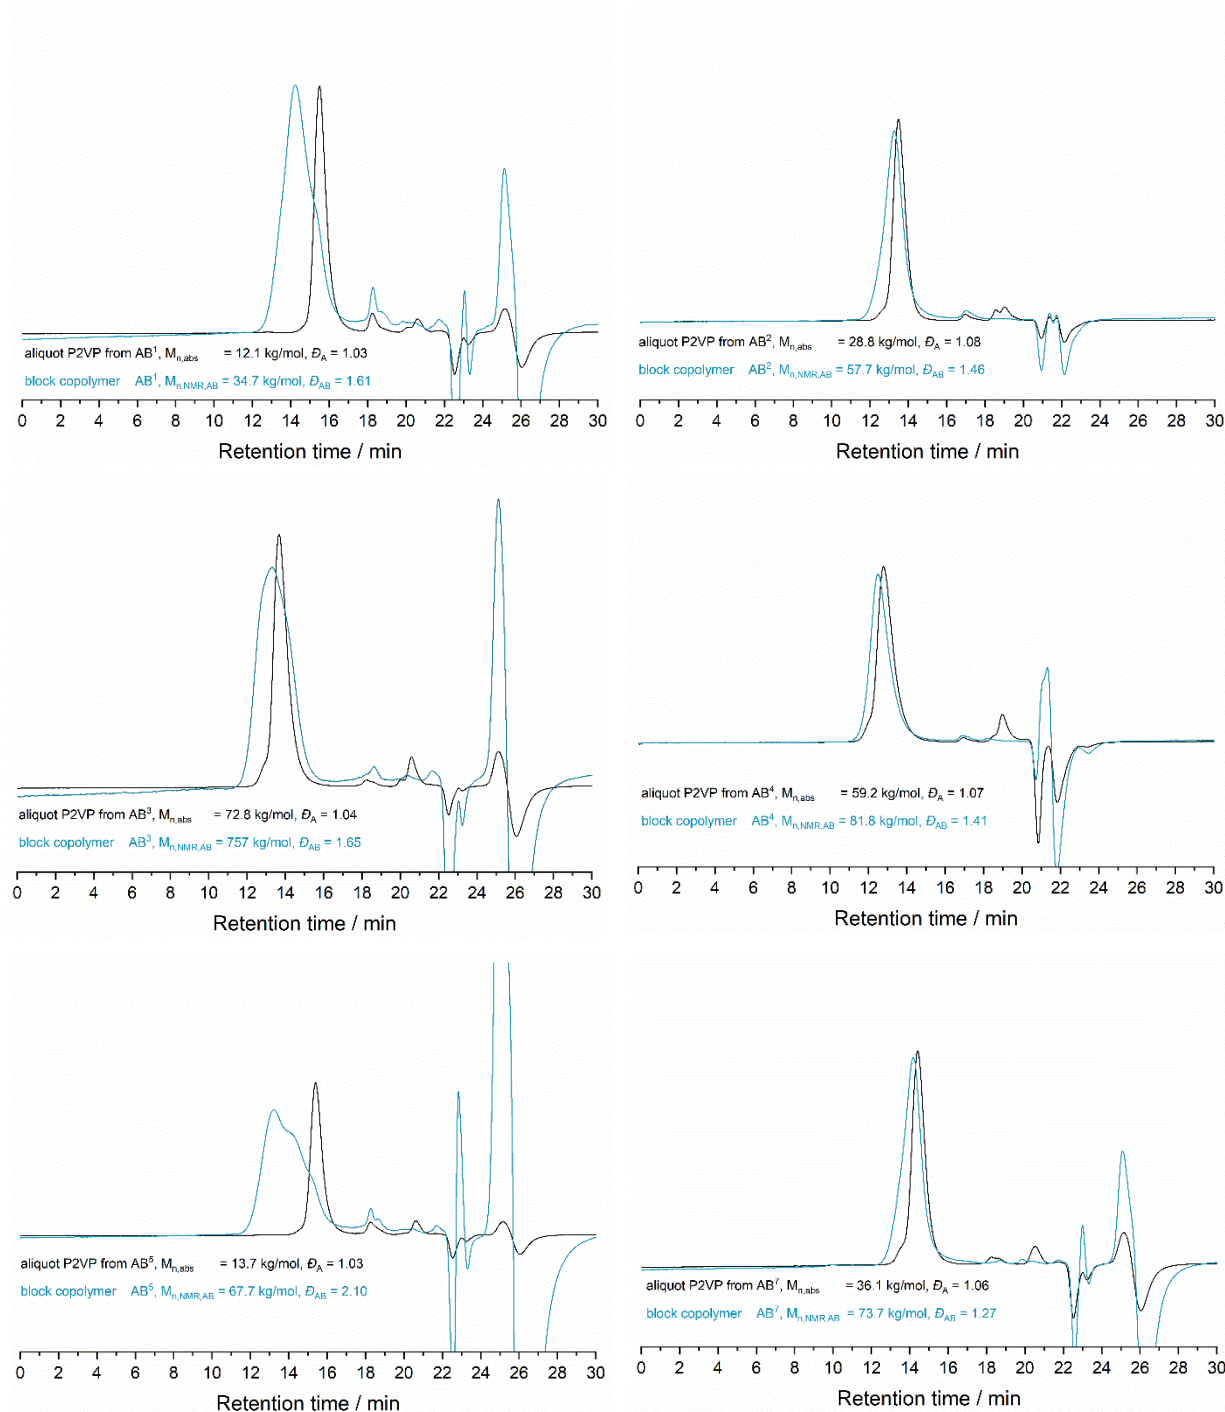 aliquot P2VP from AB¹, Mn,abs = 12.1 kg/mol, ĐA = 1.03
block copolymer AB¹, Mn,NMR,AB = 34.7 kg/mol, ĐAB = 1.61
0 2 4 6 8 10 12 14 16 18 20 22 24 26 28 30
Retention time / min
aliquot P2VP from AB², Mn,abs = 28.8 kg/mol, ĐA = 1.08
block copolymer AB², Mn,NMR,AB = 57.7 kg/mol, ĐAB = 1.46
0 2 4 6 8 10 12 14 16 18 20 22 24 26 28 30
Retention time / min
aliquot P2VP from AB³, Mn,abs = 72.8 kg/mol, ĐA = 1.04
block copolymer AB³, Mn,NMR,AB = 757 kg/mol, ĐAB = 1.65
0 2 4 6 8 10 12 14 16 18 20 22 24 26 28 30
Retention time / min
aliquot P2VP from AB⁴, Mn,abs = 59.2 kg/mol, ĐA = 1.07
block copolymer AB⁴, Mn,NMR,AB = 81.8 kg/mol, ĐAB = 1.41
0 2 4 6 8 10 12 14 16 18 20 22 24 26 28 30
Retention time / min
aliquot P2VP from AB⁵, Mn,abs = 13.7 kg/mol, ĐA = 1.03
block copolymer AB⁵, Mn,NMR,AB = 67.7 kg/mol, ĐAB = 2.10
0 2 4 6 8 10 12 14 16 18 20 22 24 26 28 30
Retention time / min
aliquot P2VP from AB⁷, Mn,abs = 36.1 kg/mol, ĐA = 1.06
block copolymer AB⁷, Mn,NMR,AB = 73.7 kg/mol, ĐAB = 1.27
0 2 4 6 8 10 12 14 16 18 20 22 24 26 28 30
Retention time / min